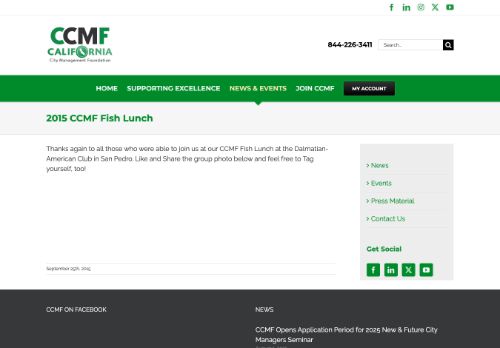 CCMF
CALIFORNIA
City Management Foundation
844-226-3411
Search...
HOME SUPPORTING EXCELLENCE NEWS & EVENTS JOIN CCMF MY ACCOUNT
2015 CCMF Fish Lunch
Thanks again to all those who were able to join us at our CCMF Fish Lunch at the Dalmatian-
American Club in San Pedro. Like and Share the group photo below and feel free to Tag
yourself, too!
September 25th, 2015
> News
> Events
> Press Material
> Contact Us
Get Social
CCMF ON FACEBOOK
NEWS
CCMF Opens Application Period for 2025 New & Future City
Managers Seminar